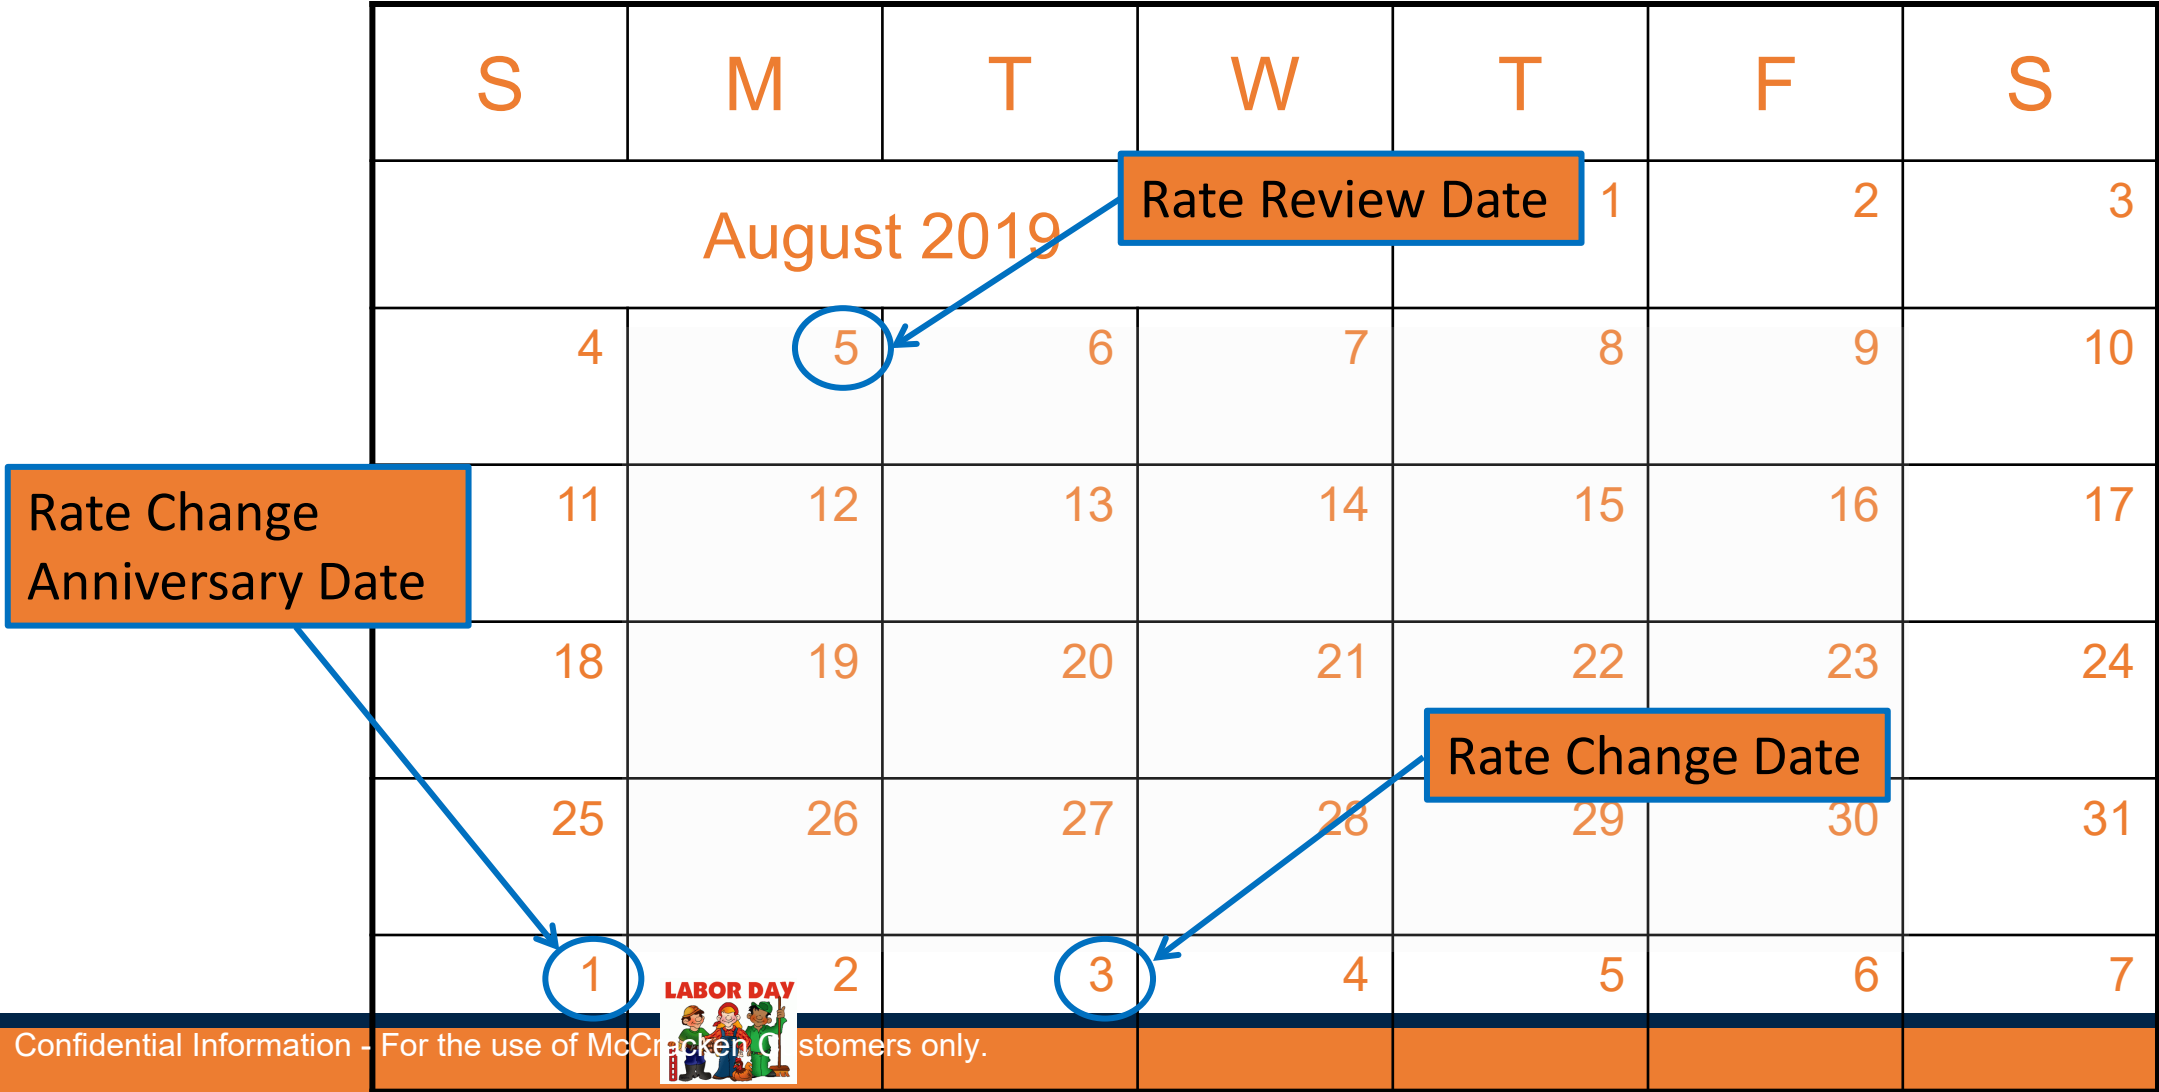 S M T W T F S
August 2019 Rate Review Date 1 2 3
4 5 6 7 8 9 10
Rate Change
Anniversary Date
11 12 13 14 15 16 17
18 19 20 21 22 23 24
Rate Change Date
25 26 27 28 29 30 31
1 2 3 4 5 6 7
LABOR DAY
Confidential Information - For the use of McCracken Customers only.